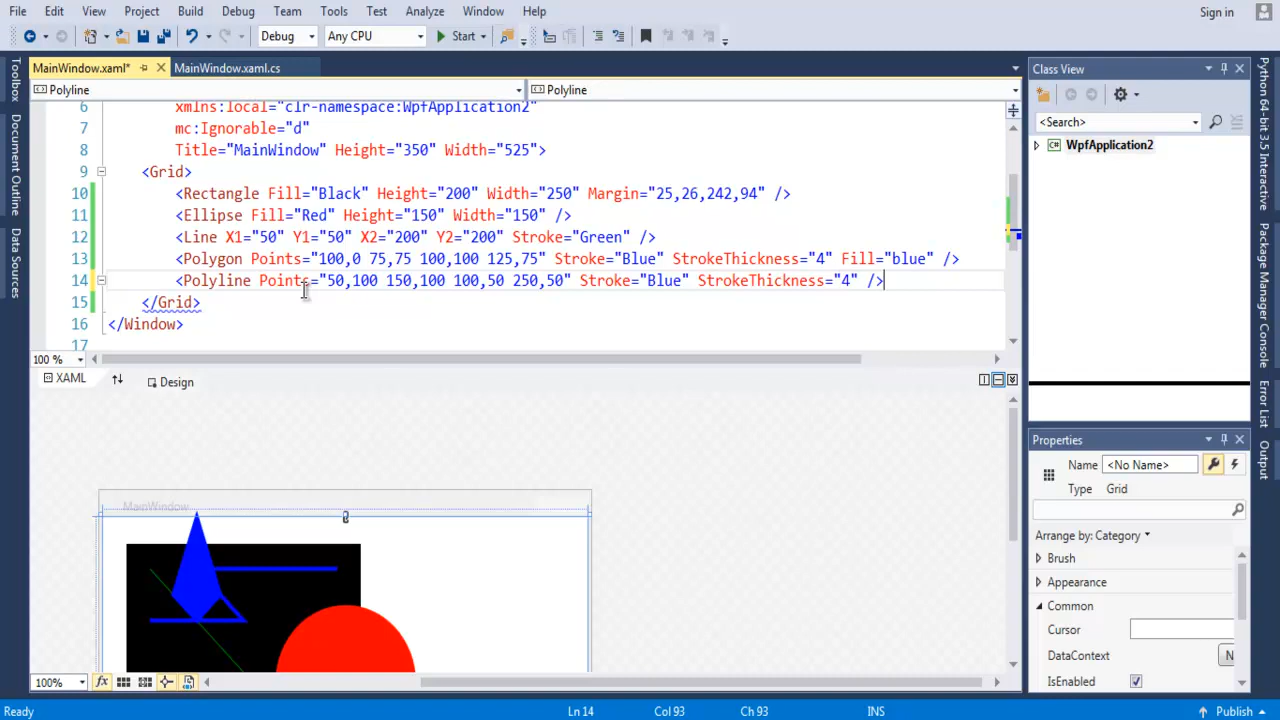 File Edit View Project Build Debug Team Tools Test Analyze Window Help Sign in
Debug Any CPU Start
MainWindow.xaml* MainWindow.xaml.cs
Polyline Polyline
6 xmlns:local="clr-namespace:WpfApplication2"
7 mc:Ignorable="d"
8 Title="MainWindow" Height="350" Width="525">
9 <Grid>
10 <Rectangle Fill="Black" Height="200" Width="250" Margin="25,26,242,94" />
11 <Ellipse Fill="Red" Height="150" Width="150" />
12 <Line X1="50" Y1="50" X2="200" Y2="200" Stroke="Green" />
13 <Polygon Points="100,0 75,75 100,100 125,75" Stroke="Blue" StrokeThickness="4" Fill="blue" />
14 <Polyline Points="50,100 150,100 100,50 250,50" Stroke="Blue" StrokeThickness="4" />
15 </Grid>
16 </Window>
17
100 %
XAML Design
MainWindow
100% fx
Toolbox
Document Outline
Data Sources
Class View
<Search>
WpfApplication2
Properties
Name <No Name>
Type Grid
Arrange by: Category
Brush
Appearance
Common
Cursor
DataContext N
IsEnabled
Python 64-bit 3.5 Interactive
Package Manager Console
Error List
Output
Ready Ln 14 Col 93 Ch 93 INS Publish